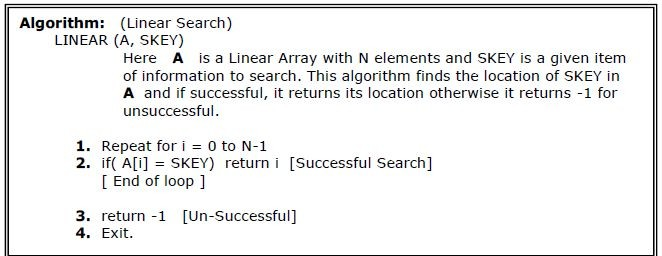 Algorithm: (Linear Search)
LINEAR (A, SKEY)
Here A is a Linear Array with N elements and SKEY is a given item
of information to search. This algorithm finds the location of SKEY in
A and if successful, it returns its location otherwise it returns -1 for
unsuccessful.
1. Repeat for i = 0 to N-1
2. if( A[i] = SKEY) return i [Successful Search]
[ End of loop ]
3. return -1 [Un-Successful]
4. Exit.